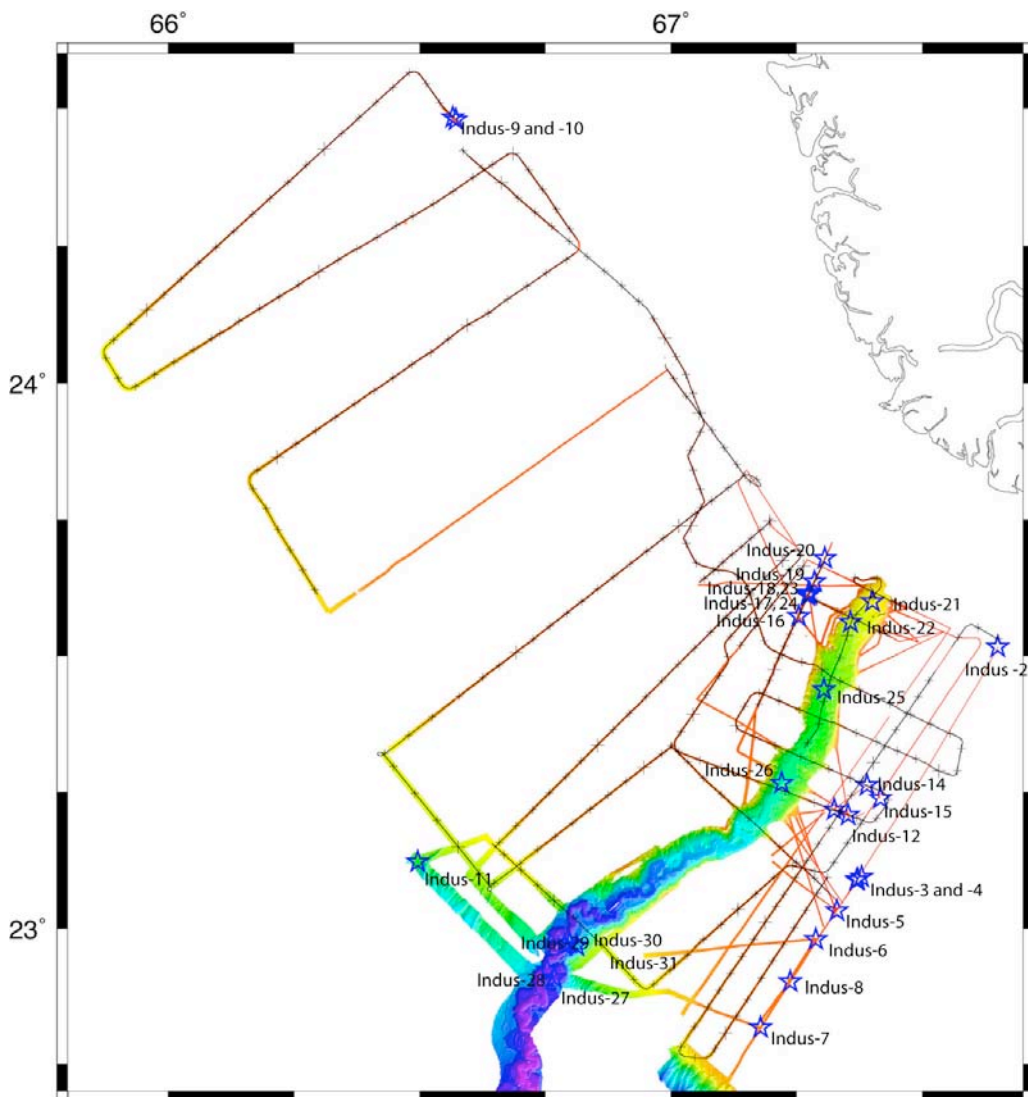 66° 67°
Indus-9 and -10
24°
Indus-20
Indus-19
Indus-18,23
Indus-17, 24
Indus-21
Indus-16
Indus-22
Indus -2
Indus-25
Indus-26
Indus-14
Indus-15
Indus-12
Indus-11
Indus-3 and -4
Indus-5
23°
Indus-29
Indus-30
Indus-6
Indus-31
Indus-28
Indus-8
Indus-27
Indus-7